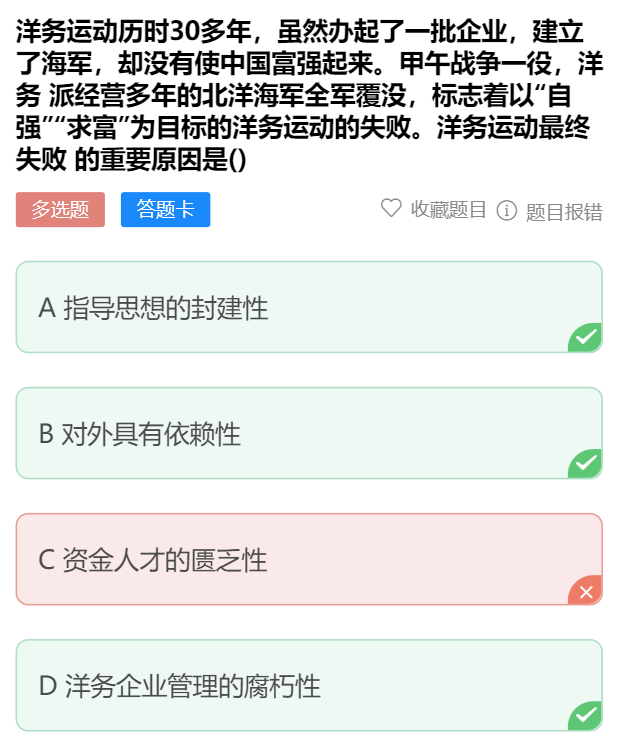 洋务运动历时30多年，虽然办起了一批企业，建立
了海军，却没有使中国富强起来。甲午战争一役，洋
务 派经营多年的北洋海军全军覆没，标志着以“自
强”“求富”为目标的洋务运动的失败。洋务运动最终
失败 的重要原因是()
多选题 答题卡 收藏题目 题目报错
A 指导思想的封建性
B 对外具有依赖性
C 资金人才的匮乏性
D 洋务企业管理的腐朽性